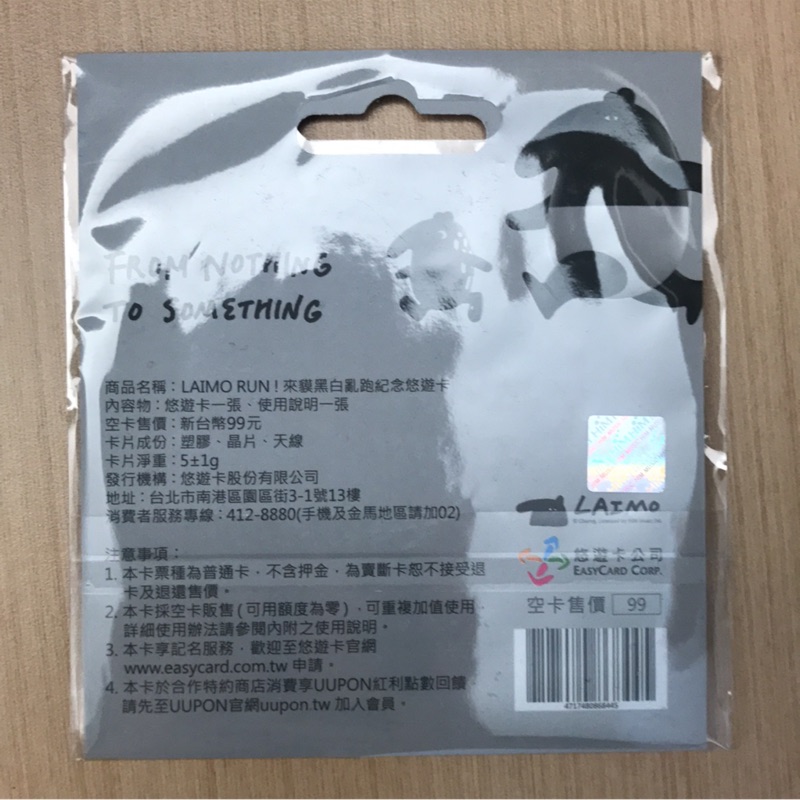 FROM NOTHING
TO SOMETHING
商品名稱：LAIMO RUN！來貘黑白亂跑紀念悠遊卡
內容物：悠遊卡一張、使用說明一張
空卡售價：新台幣99元
卡片成份：塑膠、晶片、天線
卡片淨重：5±1g
發行機構：悠遊卡股份有限公司
地址：台北市南港區園區街3-1號13樓
消費者服務專線：412-8880(手機及金馬地區請加02)
LAIMO
注意事項：
1. 本卡票種為普通卡，不含押金，為賣斷卡恕不接受退
卡及退還售價。
2. 本卡採空卡販售(可用額度為零)，可重複加值使用，
詳細使用辦法請參閱內附之使用說明。
3. 本卡享記名服務，歡迎至悠遊卡官網
www.easycard.com.tw 申請。
4. 本卡於合作特約商店消費享UUPON紅利點數回饋，
請先至UUPON官網uupon.tw 加入會員。
悠遊卡公司
EASYCARD CORP.
空卡售價 99
4717480868445